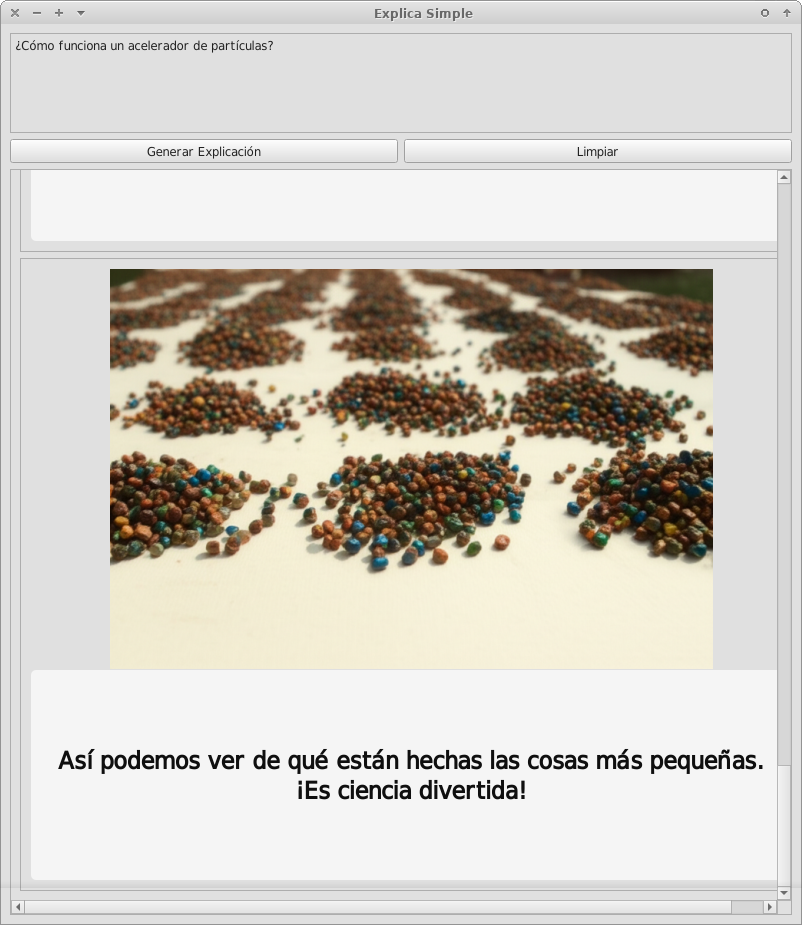 Explica Simple
¿Cómo funciona un acelerador de partículas?
Generar Explicación
Limpiar
Así podemos ver de qué están hechas las cosas más pequeñas.
¡Es ciencia divertida!